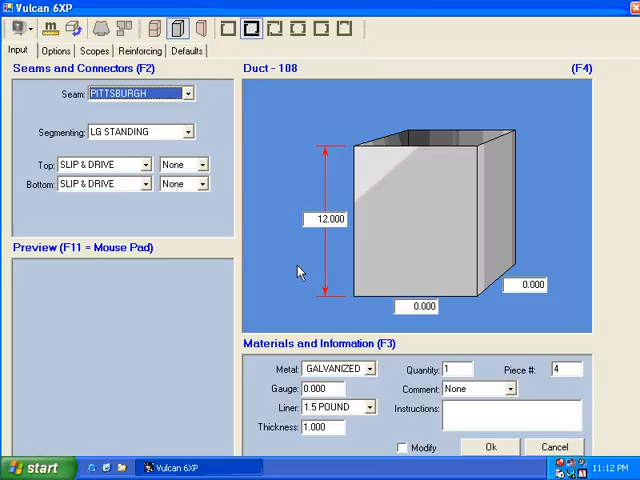 Vulcan 6XP
Input Options Scopes Reinforcing Defaults
Seams and Connectors (F2)
Seam: PITTSBURGH
Segmenting: LG STANDING
Top: SLIP & DRIVE None
Bottom: SLIP & DRIVE None
Preview (F11 = Mouse Pad)
Duct - 108 (F4)
12.000
0.000
0.000
Materials and Information (F3)
Metal: GALVANIZED Quantity: 1 Piece #: 4
Gauge: 0.000 Comment: None
Liner: 1.5 POUND Instructions:
Thickness: 1.000
Modify Ok Cancel
start Vulcan 6XP 11:12 PM